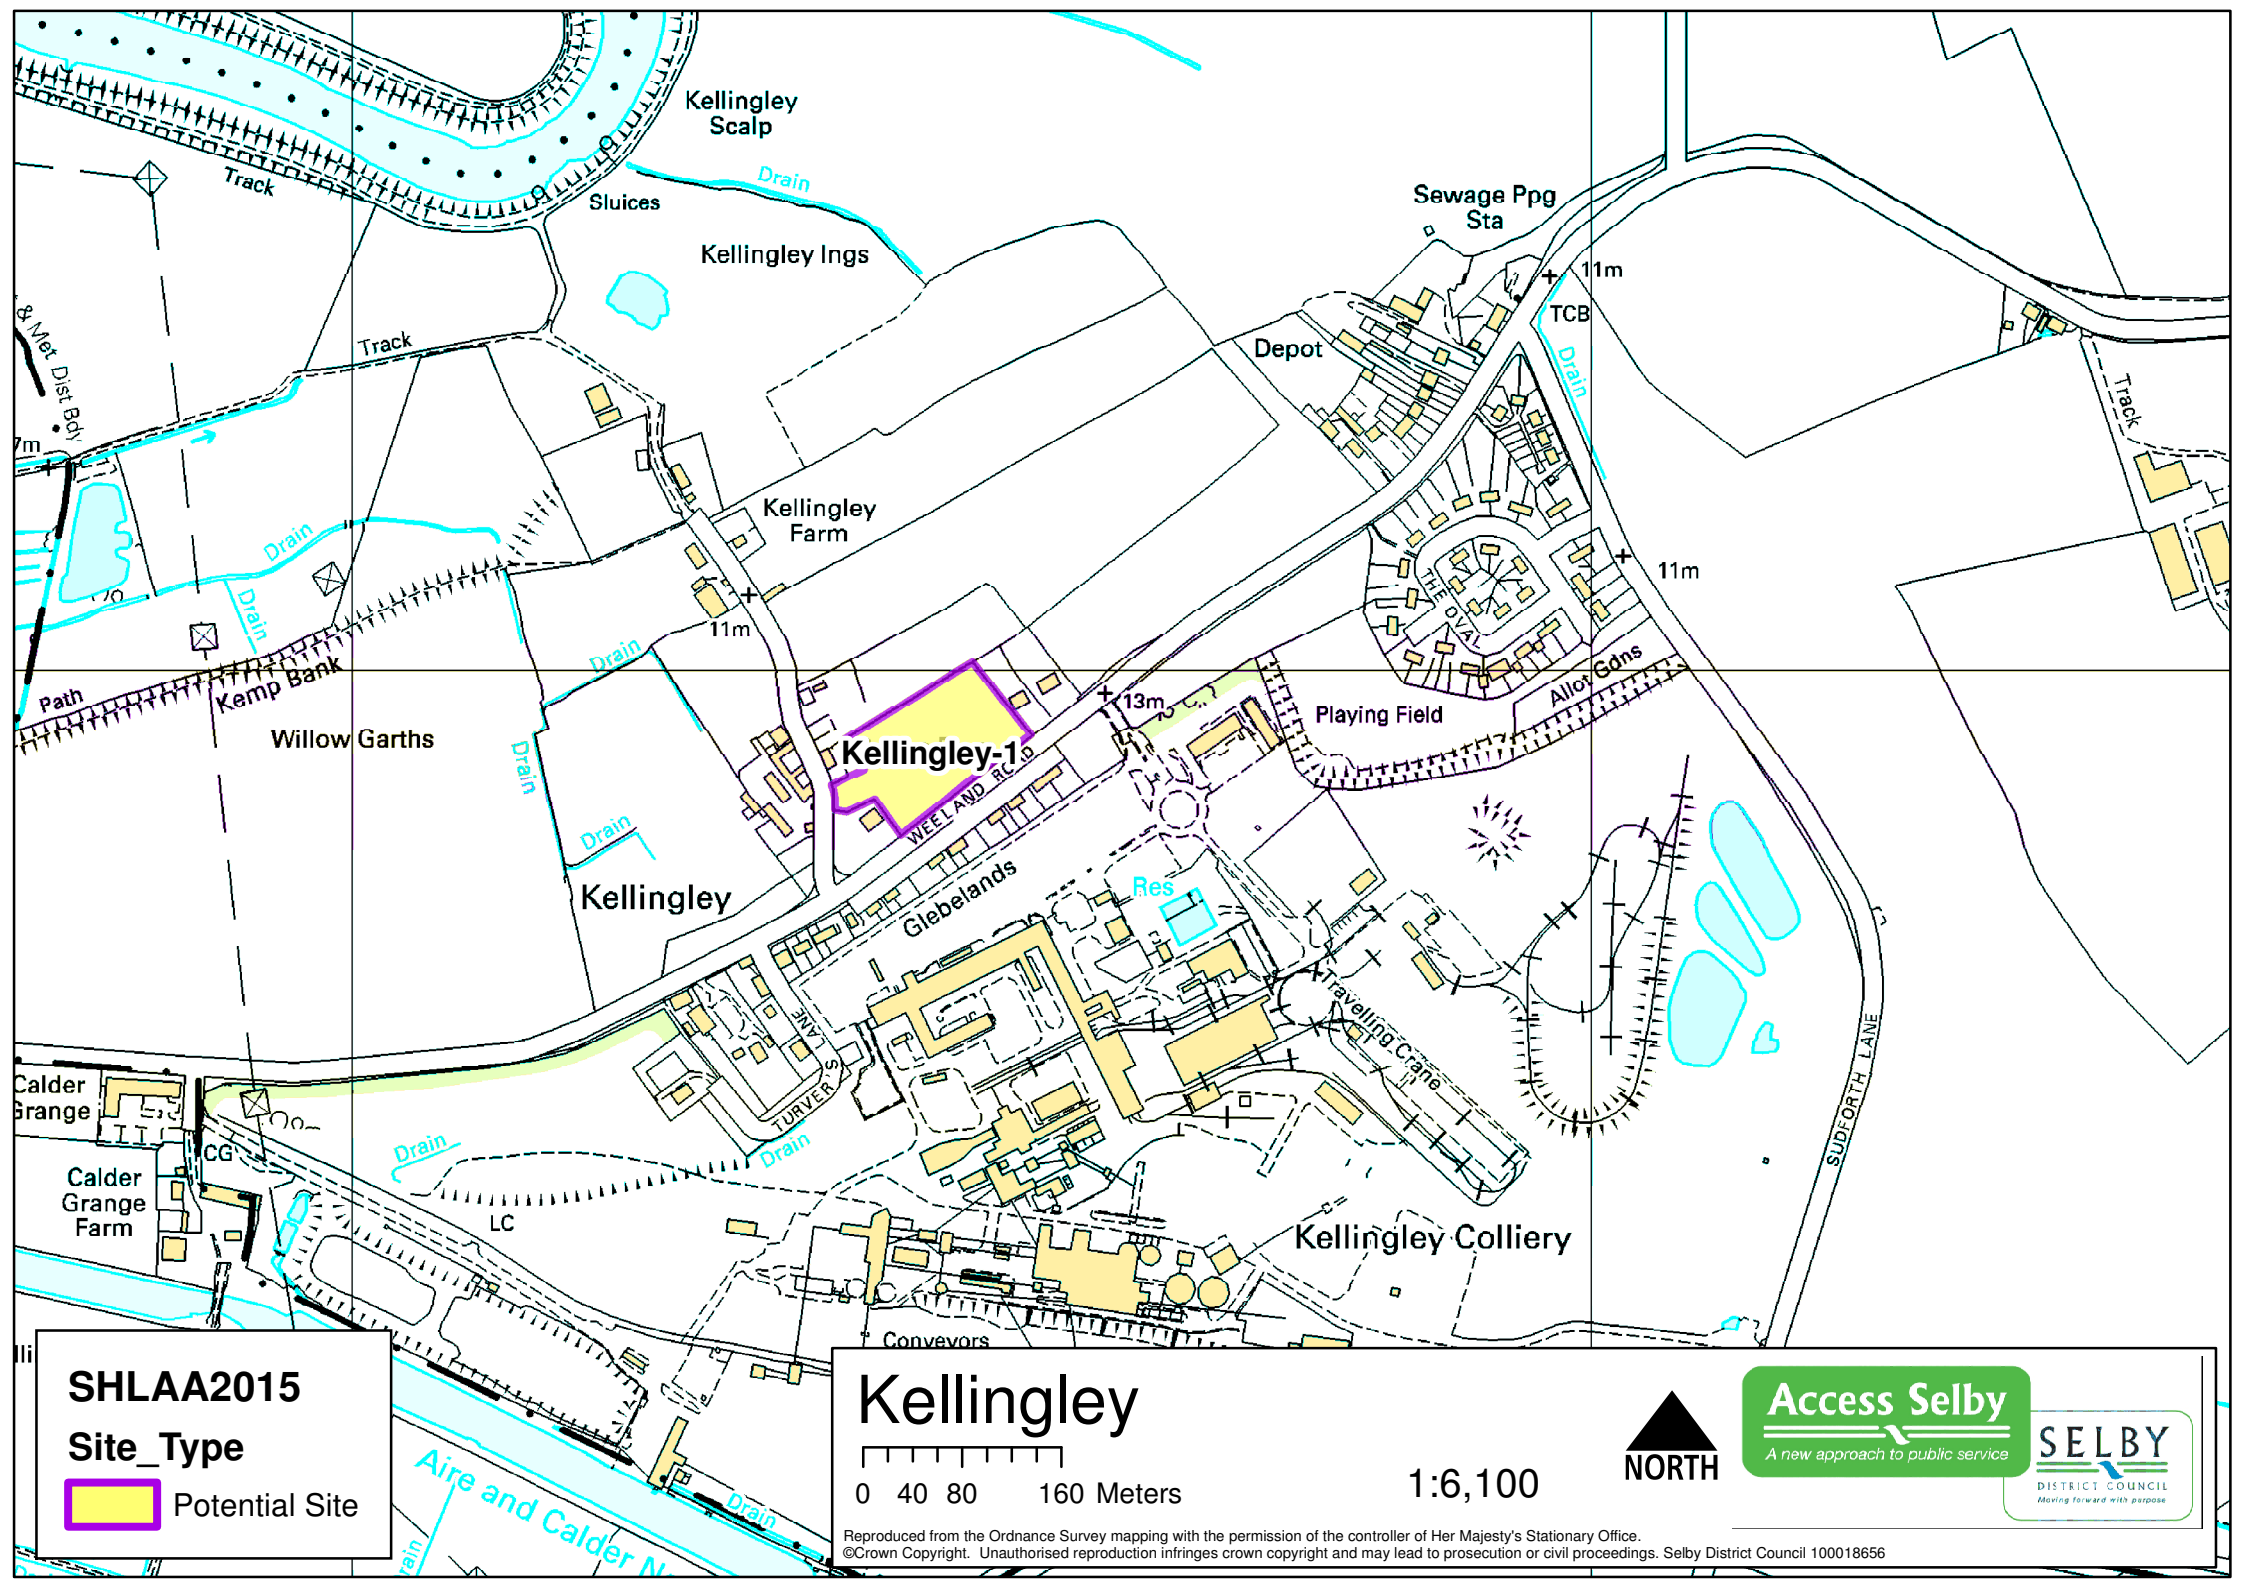 Kellingley
Scalp
Track
Sluices
Drain
Kellingley Ings
Sewage Ppg
Sta
11m
TCB
Drain
Depot
Track
& Met Dist Bdy
7m
Track
Kellingley
Farm
Drain
Drain
11m
THE OVAL
11m
Drain
Path
Kemp Bank
Willow Garths
Drain
Drain
Kellingley-1
WEELAND ROAD
13m
Playing Field
Allot Gdns
Kellingley
Glebelands
Res
Travelling Crane
SUDFORTH LANE
TURVER'S LANE
Drain
Calder
Grange
CG
Drain
Calder
Grange
Farm
LC
Kellingley Colliery
Conveyors
lli
SHLAA2015
Site_Type
Potential Site
Aire and Calder N
Drain
rain
Kellingley
0 40 80 160 Meters
1:6,100
NORTH
Access Selby
A new approach to public service
SELBY
DISTRICT COUNCIL
Moving forward with purpose
Reproduced from the Ordnance Survey mapping with the permission of the controller of Her Majesty's Stationary Office.
©Crown Copyright. Unauthorised reproduction infringes crown copyright and may lead to prosecution or civil proceedings. Selby District Council 100018656